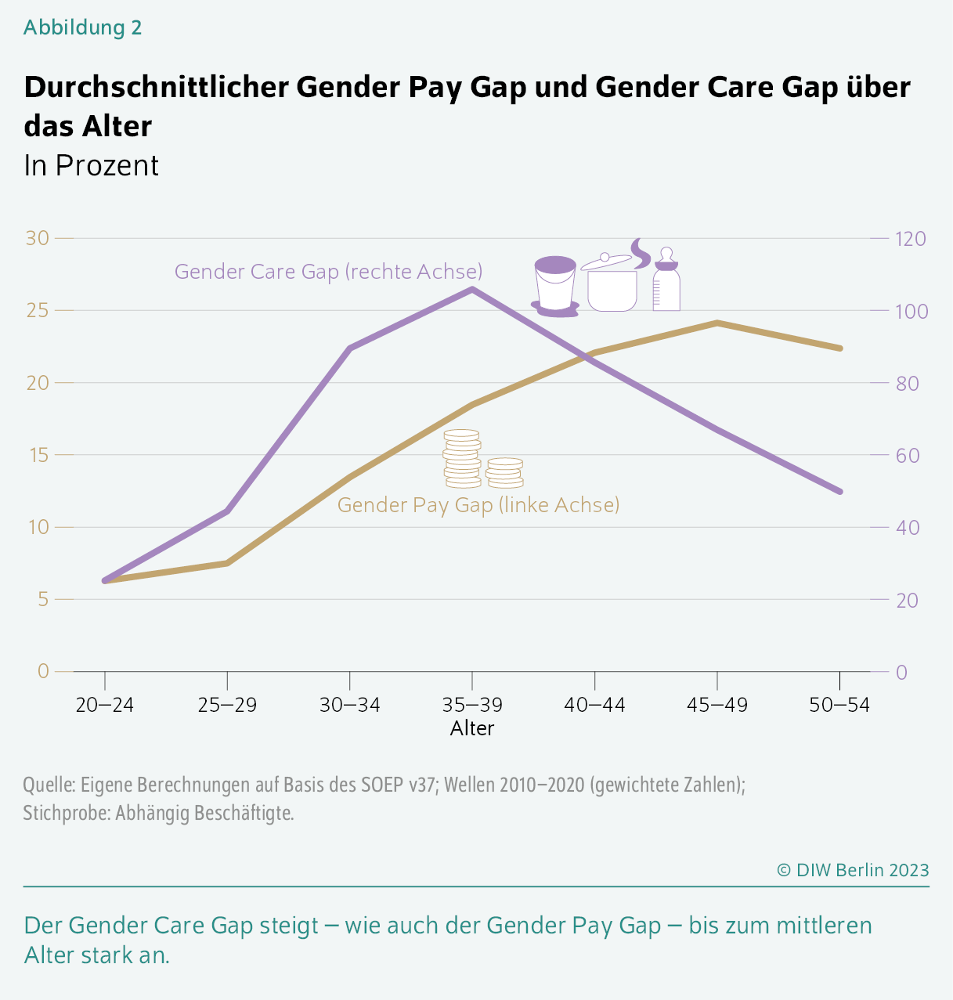 Abbildung 2
Durchschnittlicher Gender Pay Gap und Gender Care Gap über
das Alter
In Prozent
30
120
Gender Care Gap (rechte Achse)
25
100
20
80
15
60
Gender Pay Gap (linke Achse)
10
40
5
20
0
0
20–24 25–29 30–34 35–39 40–44 45–49 50–54
Alter
Quelle: Eigene Berechnungen auf Basis des SOEP v37; Wellen 2010–2020 (gewichtete Zahlen);
Stichprobe: Abhängig Beschäftigte.
© DIW Berlin 2023
Der Gender Care Gap steigt – wie auch der Gender Pay Gap – bis zum mittleren
Alter stark an.